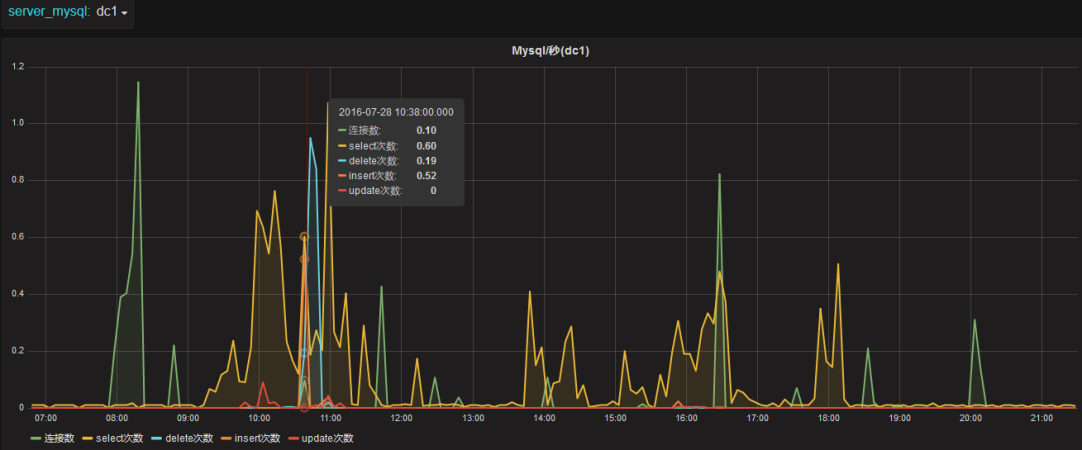 server_mysql: dc1
Mysql/秒(dc1)
1.2
1.0
0.8
0.6
0.4
0.2
0
2016-07-28 10:38:00.000
连接数: 0.10
select次数: 0.60
delete次数: 0.19
insert次数: 0.52
update次数: 0
07:00 08:00 09:00 10:00 11:00 12:00 13:00 14:00 15:00 16:00 17:00 18:00 19:00 20:00 21:00
连接数 select次数 delete次数 insert次数 update次数